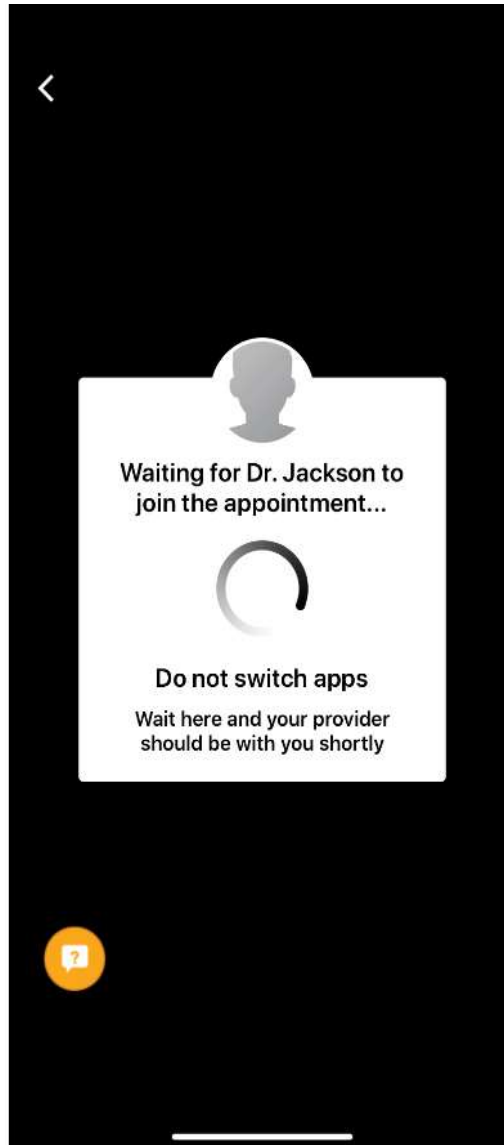 Waiting for Dr. Jackson to
join the appointment...
Do not switch apps
Wait here and your provider
should be with you shortly
?